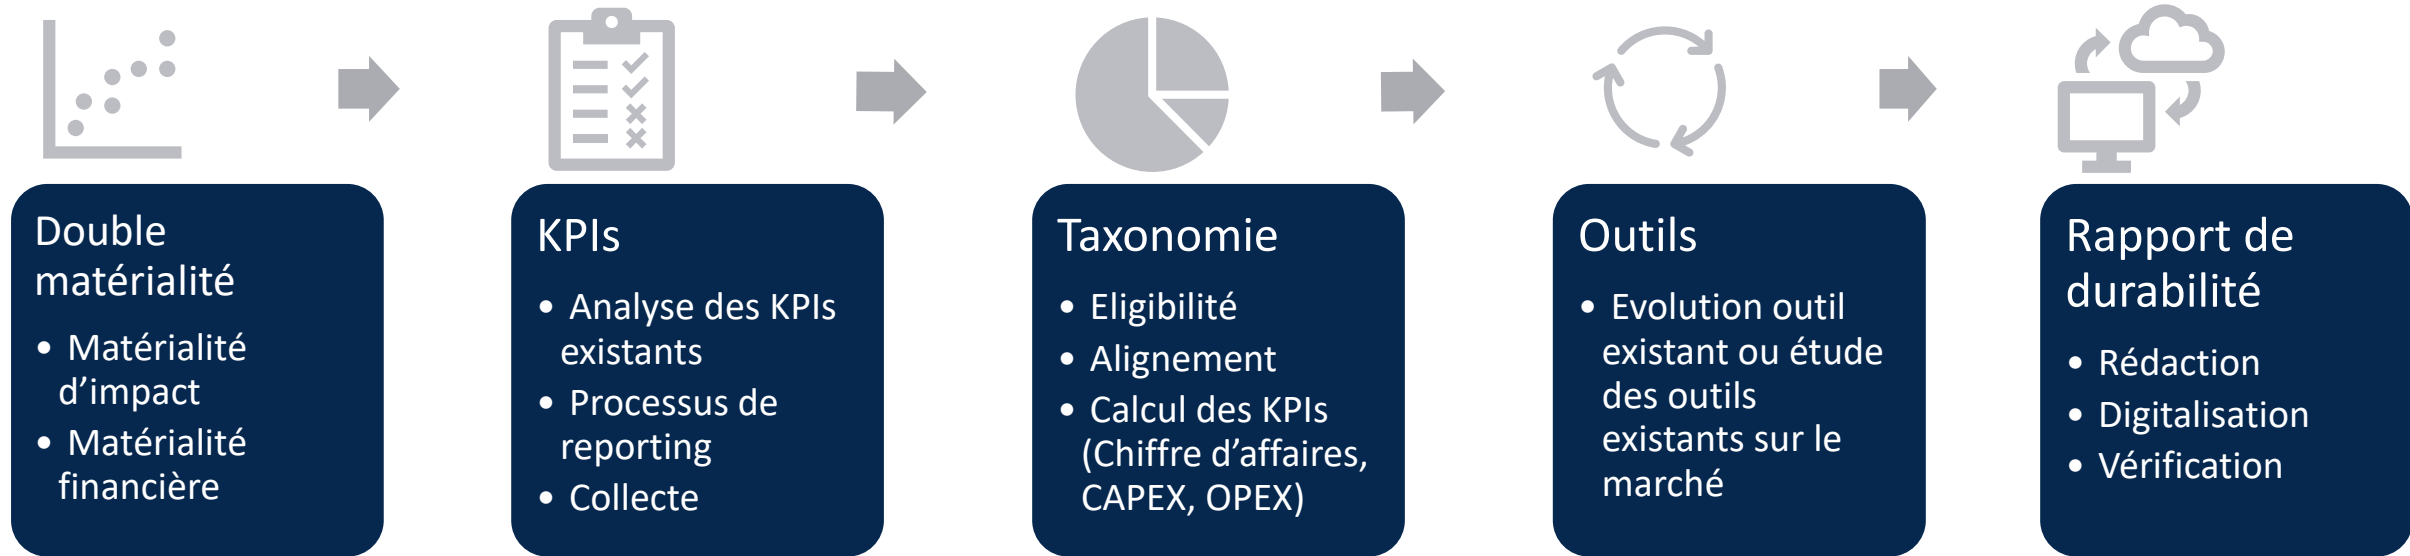 Double
matérialité
• Matérialité
d’impact
• Matérialité
financière
KPIs
• Analyse des KPIs
existants
• Processus de
reporting
• Collecte
Taxonomie
• Eligibilité
• Alignement
• Calcul des KPIs
(Chiffre d’affaires,
CAPEX, OPEX)
Outils
• Evolution outil
existant ou étude
des outils
existants sur le
marché
Rapport de
durabilité
• Rédaction
• Digitalisation
• Vérification